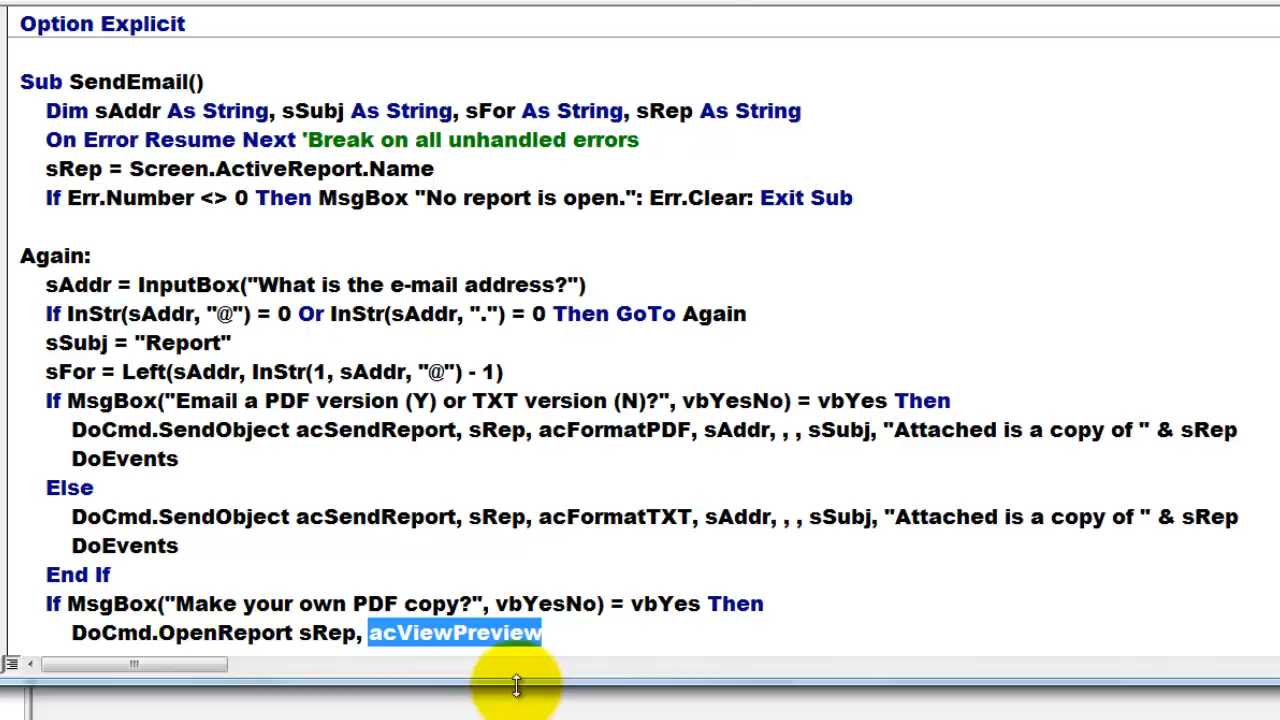 Option Explicit
Sub SendEmail()
Dim sAddr As String, sSubj As String, sFor As String, sRep As String
On Error Resume Next 'Break on all unhandled errors
sRep = Screen.ActiveReport.Name
If Err.Number <> 0 Then MsgBox "No report is open.": Err.Clear: Exit Sub
Again:
sAddr = InputBox("What is the e-mail address?")
If InStr(sAddr, "@") = 0 Or InStr(sAddr, ".") = 0 Then GoTo Again
sSubj = "Report"
sFor = Left(sAddr, InStr(1, sAddr, "@") - 1)
If MsgBox("Email a PDF version (Y) or TXT version (N)?", vbYesNo) = vbYes Then
DoCmd.SendObject acSendReport, sRep, acFormatPDF, sAddr, , , sSubj, "Attached is a copy of " & sRep
DoEvents
Else
DoCmd.SendObject acSendReport, sRep, acFormatTXT, sAddr, , , sSubj, "Attached is a copy of " & sRep
DoEvents
End If
If MsgBox("Make your own PDF copy?", vbYesNo) = vbYes Then
DoCmd.OpenReport sRep, acViewPreview